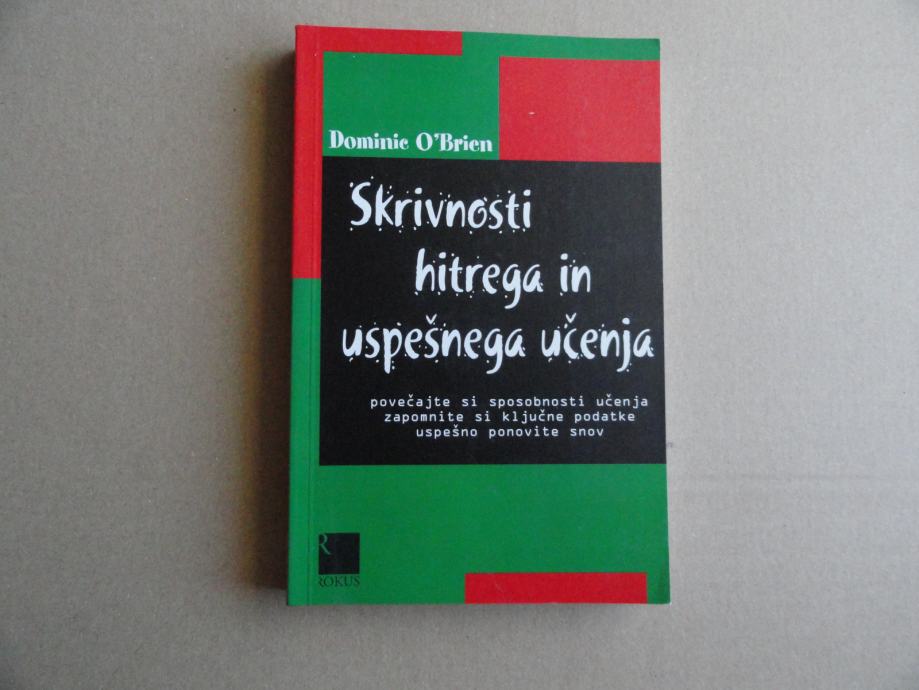 Dominic O'Brien
Skrivnosti
hitrega in
uspešnega učenja
povečajte si sposobnosti učenja
zapomnite si ključne podatke
uspešno ponovite snov
R
ROKUS